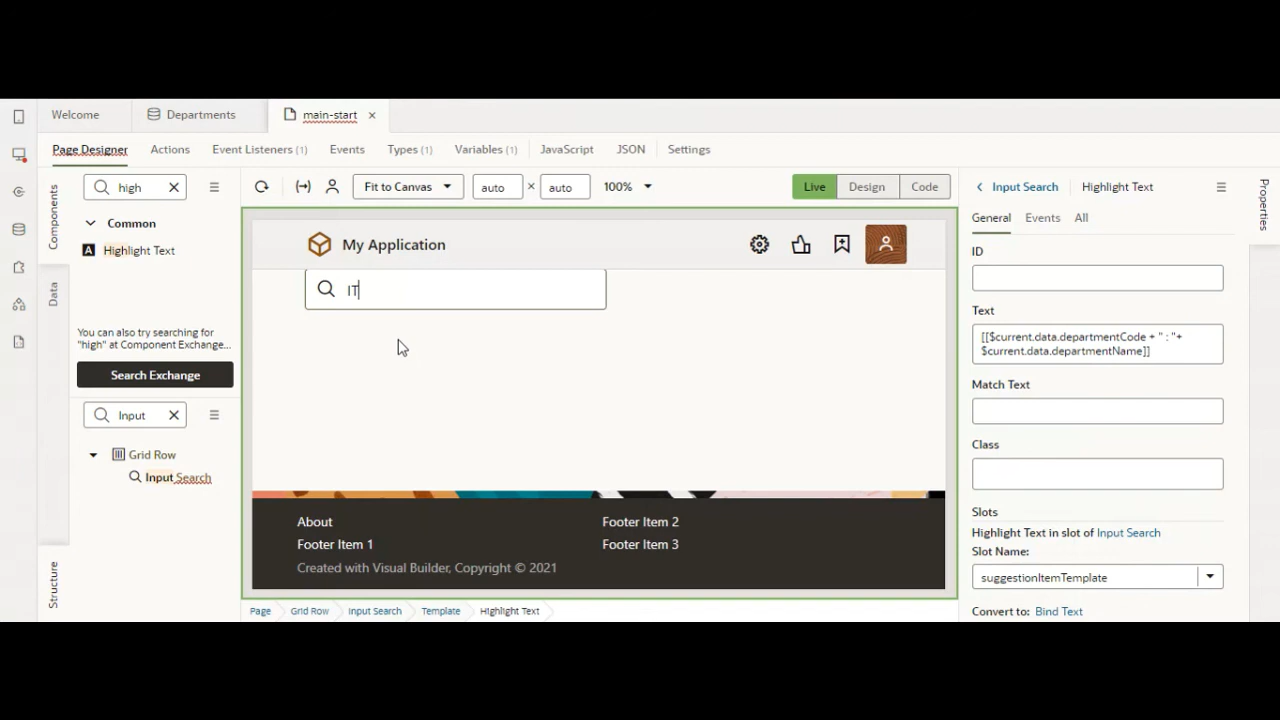 Welcome
Departments
main-start
Page Designer
Actions
Event Listeners (1)
Events
Types (1)
Variables (1)
JavaScript
JSON
Settings
Components
Data
Structure
high
Common
Highlight Text
You can also try searching for
"high" at Component Exchange...
Search Exchange
Input
Grid Row
Input Search
Fit to Canvas
auto × auto
100%
Live
Design
Code
My Application
IT
About
Footer Item 2
Footer Item 1
Footer Item 3
Created with Visual Builder, Copyright © 2021
Page
Grid Row
Input Search
Template
Highlight Text
Input Search
Highlight Text
General
Events
All
ID
Text
[[$current.data.departmentCode + " : "+
$current.data.departmentName]]
Match Text
Class
Slots
Highlight Text in slot of Input Search
Slot Name:
suggestionItemTemplate
Convert to: Bind Text
Properties